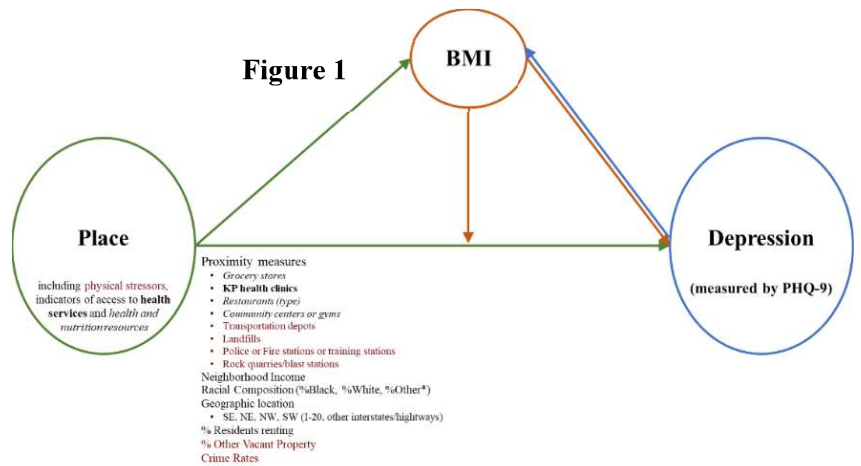 Figure 1
BMI
Place
including physical stressors,
indicators of access to health
services and health and
nutrition resources
Depression
(measured by PHQ-9)
Proximity measures
• Grocery stores
• KP health clinics
• Restaurants (type)
• Community centers or gyms
• Transportation depots
• Landfills
• Police or Fire stations or training stations
• Rock quarries/blast stations
Neighborhood Income
Racial Composition (%Black, %White, %Other*)
Geographic location
• SE, NE, NW, SW (I-20, other interstates/hightways)
% Residents renting
% Other Vacant Property
Crime Rates